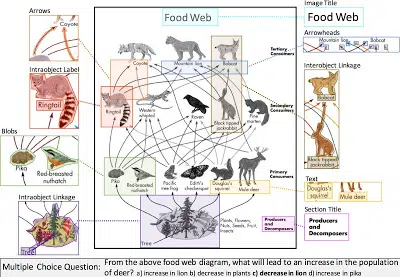 Arrows
Food Web
Image Title
Food Web
Arrowheads
Mountain lion
Bobcat
Coyote
Coyote
Mountain lion
Bobcat
Tertiary
Consumers
Intraobject Label
Ringtail
Interobject Linkage
Bobcat
Black tipped
jackrabbit
Ringtail
Western
whiptail
Raven
Black tipped
jackrabbit
Pine
marten
Secondary
Consumers
Blobs
Pika
Red-breasted
nuthatch
Pika
Red-breasted
nuthatch
Pacific
tree frog
Edith's
checkerspot
Douglas's
squirrel
Mule deer
Primary
Consumers
Text
Douglas's
squirrel
Mule deer
Intraobject Linkage
Tree
Tree
Plants, Flowers,
Nuts, Seeds, Fruit,
Insects
Producers
and
Decomposers
Section Title
Producers
and Decomposers
Multiple Choice Question: From the above food web diagram, what will lead to an increase in the population
of deer? a) increase in lion b) decrease in plants c) decrease in lion d) increase in pika